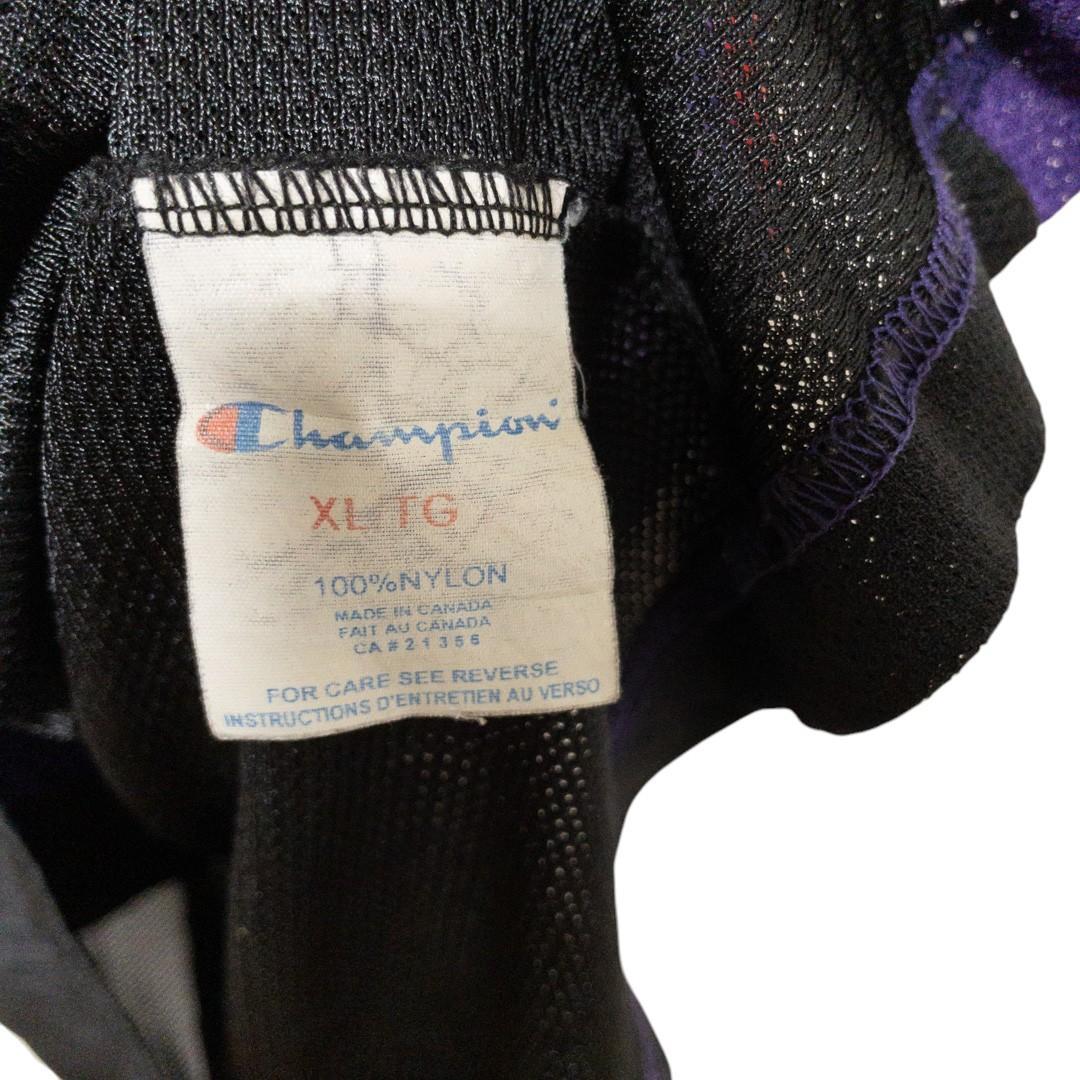 Champion
XL TG
100%NYLON
MADE IN CANADA
FAIT AU CANADA
CA # 21356
FOR CARE SEE REVERSE
INSTRUCTIONS D'ENTRETIEN AU VERSO